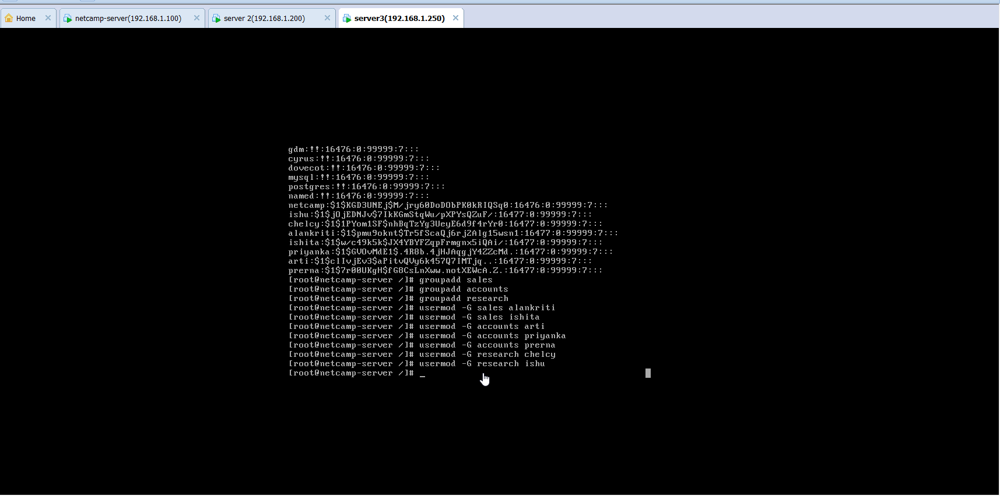 Home
netcamp-server(192.168.1.100)
server 2(192.168.1.200)
server3(192.168.1.250)
gdm:!!:16476:0:99999:7:::
cyrus:!!:16476:0:99999:7:::
dovecot:!!:16476:0:99999:7:::
mysql:!!:16476:0:99999:7:::
postgres:!!:16476:0:99999:7:::
named:!!:16476:0:99999:7:::
netcamp:$1$KGD3UNEj$M/jry60DoDObPK0kRIQSq0:16476:0:99999:7:::
ishu:$1$jOjEDNJv$7IkKGmStqWu/pXPYsQZuF/:16477:0:99999:7:::
chelcy:$1$1PYom1SF$nhBqTzYg3UeyE6d9f4rYr0:16477:0:99999:7:::
alankriti:$1$pmu9oknt$Tr5fScaQj6rj2Alg15wsn1:16477:0:99999:7:::
ishita:$1$w/c49k5k$JX4YBYFZqpFrmgnx5iQAi/:16477:0:99999:7:::
priyanka:$1$GVOvMdE1$.4R8b.4jHJAqgjY4ZZcMd.:16477:0:99999:7:::
arti:$1$clIvjEv3$aPitvQVy6k457Q7IMTjq..:16477:0:99999:7:::
prerna:$1$7r00UKgH$fG8CsLnXww.notXEWcA.Z.:16477:0:99999:7:::
[root@netcamp-server /]# groupadd sales
[root@netcamp-server /]# groupadd accounts
[root@netcamp-server /]# groupadd research
[root@netcamp-server /]# usermod -G sales alankriti
[root@netcamp-server /]# usermod -G sales ishita
[root@netcamp-server /]# usermod -G accounts arti
[root@netcamp-server /]# usermod -G accounts priyanka
[root@netcamp-server /]# usermod -G accounts prerna
[root@netcamp-server /]# usermod -G research chelcy
[root@netcamp-server /]# usermod -G research ishu
[root@netcamp-server /]# _